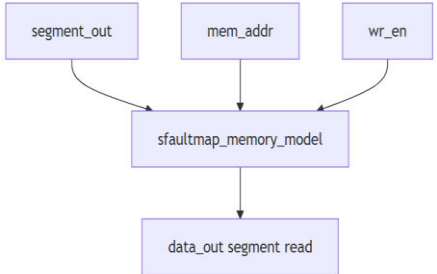 segment_out
mem_addr
wr_en
sfaultmap_memory_model
data_out segment read